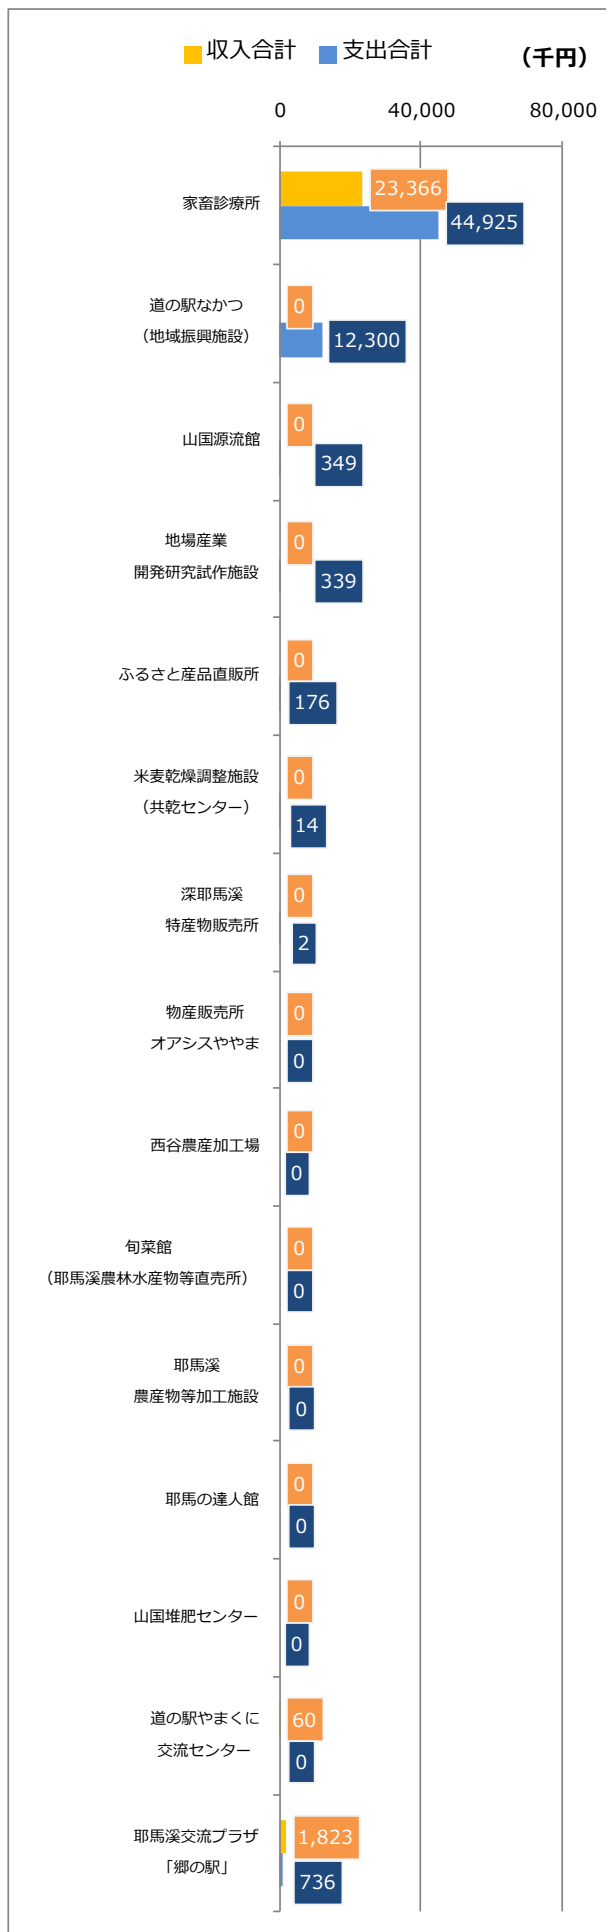 収入合計 支出合計 （千円）
0 40,000 80,000
家畜診療所
23,366
44,925
道の駅なかつ
（地域振興施設）
0
12,300
山国源流館
0
349
地場産業
開発研究試作施設
0
339
ふるさと産品直販所
0
176
米麦乾燥調整施設
（共乾センター）
0
14
深耶馬溪
特産物販売所
0
2
物産販売所
オアシスややま
0
0
西谷農産加工場
0
0
旬菜館
（耶馬溪農林水産物等直売所）
0
0
耶馬溪
農産物等加工施設
0
0
耶馬の達人館
0
0
山国堆肥センター
0
0
道の駅やまくに
交流センター
60
0
耶馬溪交流プラザ
「郷の駅」
1,823
736